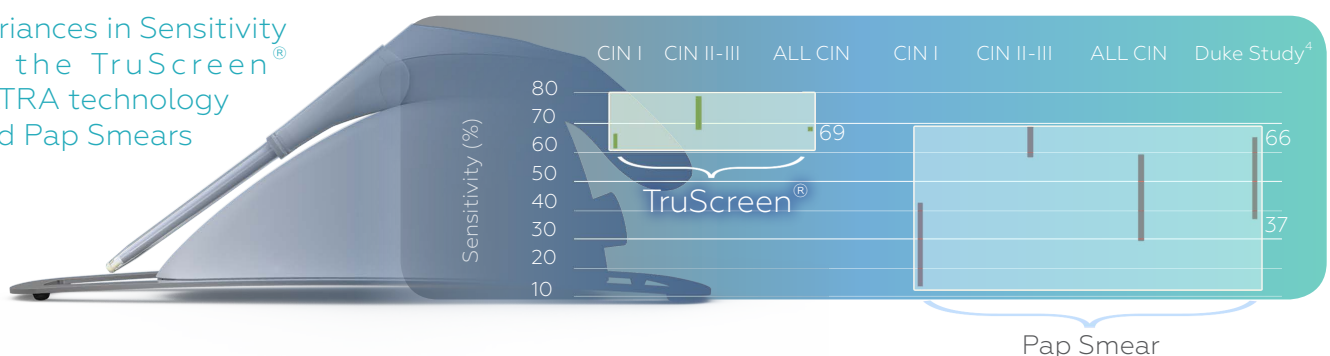 riances in Sensitivity
the TruScreen®
TRA technology
d Pap Smears
CIN I CIN II-III ALL CIN CIN I CIN II-III ALL CIN Duke Study⁴
Sensitivity (%)
80
70
60
50
40
30
20
10
69
66
37
TruScreen®
Pap Smear